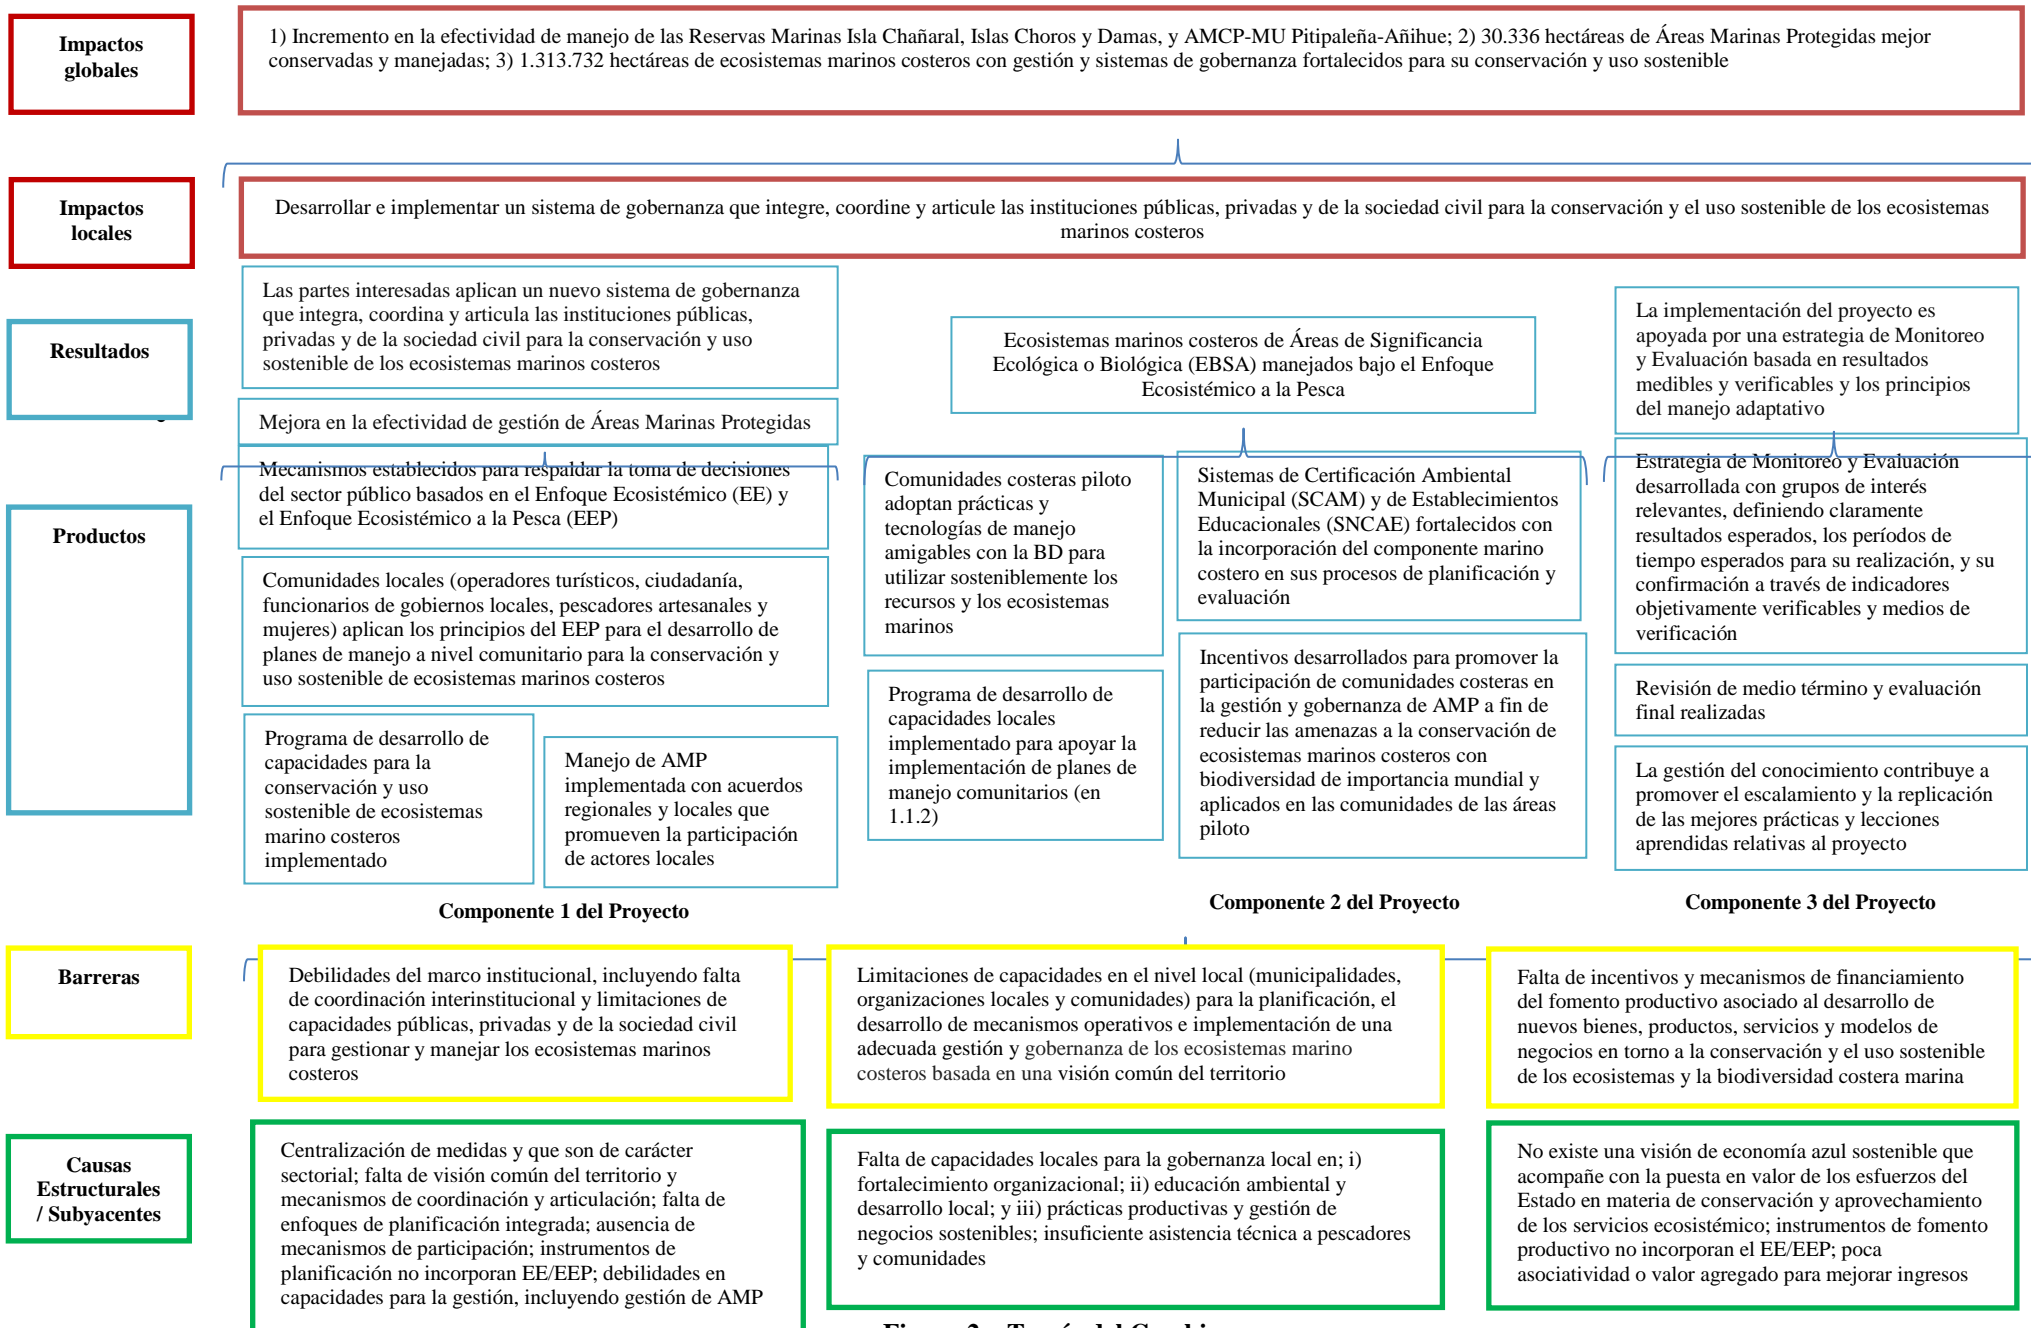 Impactos
globales
1) Incremento en la efectividad de manejo de las Reservas Marinas Isla Chañaral, Islas Choros y Damas, y AMCP-MU Pitipaleña-Añihue; 2) 30.336 hectáreas de Áreas Marinas Protegidas mejor
conservadas y manejadas; 3) 1.313.732 hectáreas de ecosistemas marinos costeros con gestión y sistemas de gobernanza fortalecidos para su conservación y uso sostenible
Impactos
locales
Desarrollar e implementar un sistema de gobernanza que integre, coordine y articule las instituciones públicas, privadas y de la sociedad civil para la conservación y el uso sostenible de los ecosistemas
marinos costeros
Resultados
Las partes interesadas aplican un nuevo sistema de gobernanza
que integra, coordina y articula las instituciones públicas,
privadas y de la sociedad civil para la conservación y uso
sostenible de los ecosistemas marinos costeros
Mejora en la efectividad de gestión de Áreas Marinas Protegidas
Ecosistemas marinos costeros de Áreas de Significancia
Ecológica o Biológica (EBSA) manejados bajo el Enfoque
Ecosistémico a la Pesca
La implementación del proyecto es
apoyada por una estrategia de Monitoreo
y Evaluación basada en resultados
medibles y verificables y los principios
del manejo adaptativo
Productos
Mecanismos establecidos para respaldar la toma de decisiones
del sector público basados en el Enfoque Ecosistémico (EE) y
el Enfoque Ecosistémico a la Pesca (EEP)
Comunidades locales (operadores turísticos, ciudadanía,
funcionarios de gobiernos locales, pescadores artesanales y
mujeres) aplican los principios del EEP para el desarrollo de
planes de manejo a nivel comunitario para la conservación y
uso sostenible de ecosistemas marinos costeros
Programa de desarrollo de
capacidades para la
conservación y uso
sostenible de ecosistemas
marino costeros
implementado
Manejo de AMP
implementada con acuerdos
regionales y locales que
promueven la participación
de actores locales
Comunidades costeras piloto
adoptan prácticas y
tecnologías de manejo
amigables con la BD para
utilizar sosteniblemente los
recursos y los ecosistemas
marinos
Programa de desarrollo de
capacidades locales
implementado para apoyar la
implementación de planes de
manejo comunitarios (en
1.1.2)
Sistemas de Certificación Ambiental
Municipal (SCAM) y de Establecimientos
Educacionales (SNCAE) fortalecidos con
la incorporación del componente marino
costero en sus procesos de planificación y
evaluación
Incentivos desarrollados para promover la
participación de comunidades costeras en
la gestión y gobernanza de AMP a fin de
reducir las amenazas a la conservación de
ecosistemas marinos costeros con
biodiversidad de importancia mundial y
aplicados en las comunidades de las áreas
piloto
Estrategia de Monitoreo y Evaluación
desarrollada con grupos de interés
relevantes, definiendo claramente
resultados esperados, los períodos de
tiempo esperados para su realización, y su
confirmación a través de indicadores
objetivamente verificables y medios de
verificación
Revisión de medio término y evaluación
final realizadas
La gestión del conocimiento contribuye a
promover el escalamiento y la replicación
de las mejores prácticas y lecciones
aprendidas relativas al proyecto
Componente 1 del Proyecto
Componente 2 del Proyecto
Componente 3 del Proyecto
Barreras
Debilidades del marco institucional, incluyendo falta
de coordinación interinstitucional y limitaciones de
capacidades públicas, privadas y de la sociedad civil
para gestionar y manejar los ecosistemas marinos
costeros
Limitaciones de capacidades en el nivel local (municipalidades,
organizaciones locales y comunidades) para la planificación, el
desarrollo de mecanismos operativos e implementación de una
adecuada gestión y gobernanza de los ecosistemas marino
costeros basada en una visión común del territorio
Falta de incentivos y mecanismos de financiamiento
del fomento productivo asociado al desarrollo de
nuevos bienes, productos, servicios y modelos de
negocios en torno a la conservación y el uso sostenible
de los ecosistemas y la biodiversidad costera marina
Causas
Estructurales
/ Subyacentes
Centralización de medidas y que son de carácter
sectorial; falta de visión común del territorio y
mecanismos de coordinación y articulación; falta de
enfoques de planificación integrada; ausencia de
mecanismos de participación; instrumentos de
planificación no incorporan EE/EEP; debilidades en
capacidades para la gestión, incluyendo gestión de AMP
Falta de capacidades locales para la gobernanza local en; i)
fortalecimiento organizacional; ii) educación ambiental y
desarrollo local; y iii) prácticas productivas y gestión de
negocios sostenibles; insuficiente asistencia técnica a pescadores
y comunidades
No existe una visión de economía azul sostenible que
acompañe con la puesta en valor de los esfuerzos del
Estado en materia de conservación y aprovechamiento
de los servicios ecosistémico; instrumentos de fomento
productivo no incorporan el EE/EEP; poca
asociatividad o valor agregado para mejorar ingresos